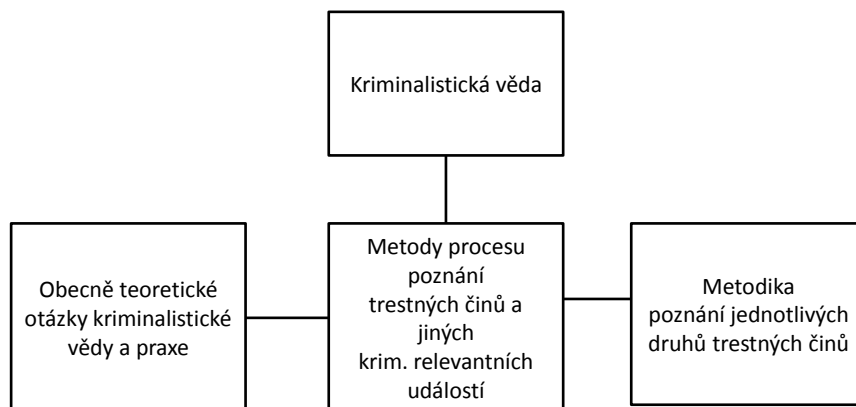 Kriminalistická věda
Obecně teoretické
otázky kriminalistické
vědy a praxe
Metody procesu
poznání
trestných činů a
jiných
krim. relevantních
událostí
Metodika
poznání jednotlivých
druhů trestných činů